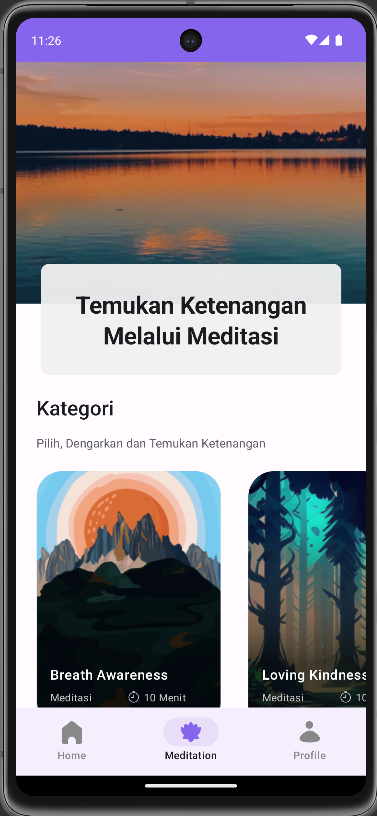 11:26
Temukan Ketenangan
Melalui Meditasi
Kategori
Pilih, Dengarkan dan Temukan Ketenangan
Breath Awareness
Meditasi 10 Menit
Loving Kindness
Meditasi 10
Home Meditation Profile